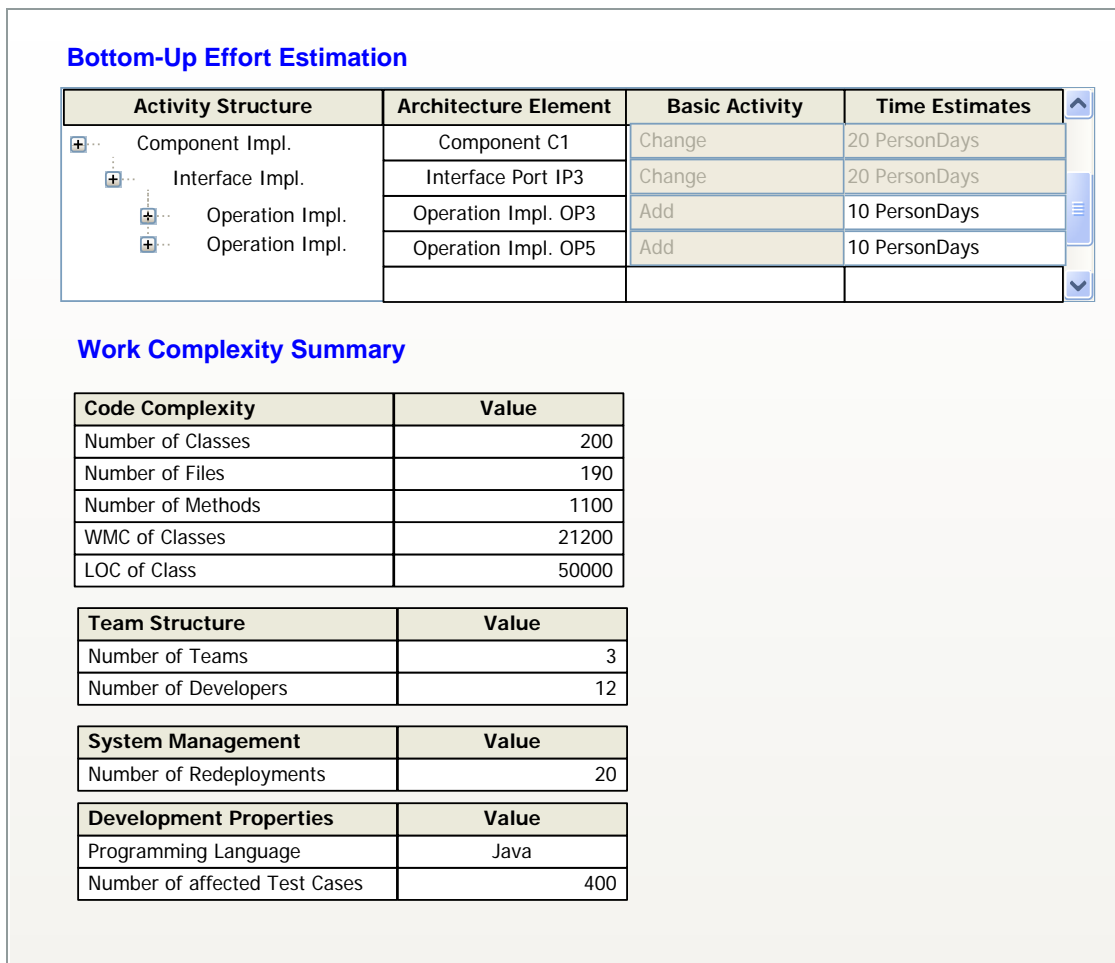 Bottom-Up Effort Estimation
Activity Structure Architecture Element Basic Activity Time Estimates
Component Impl. Component C1 Change 20 PersonDays
Interface Impl. Interface Port IP3 Change 20 PersonDays
Operation Impl. Operation Impl. OP3 Add 10 PersonDays
Operation Impl. Operation Impl. OP5 Add 10 PersonDays
Work Complexity Summary
Code Complexity Value
Number of Classes 200
Number of Files 190
Number of Methods 1100
WMC of Classes 21200
LOC of Class 50000
Team Structure Value
Number of Teams 3
Number of Developers 12
System Management Value
Number of Redeployments 20
Development Properties Value
Programming Language Java
Number of affected Test Cases 400